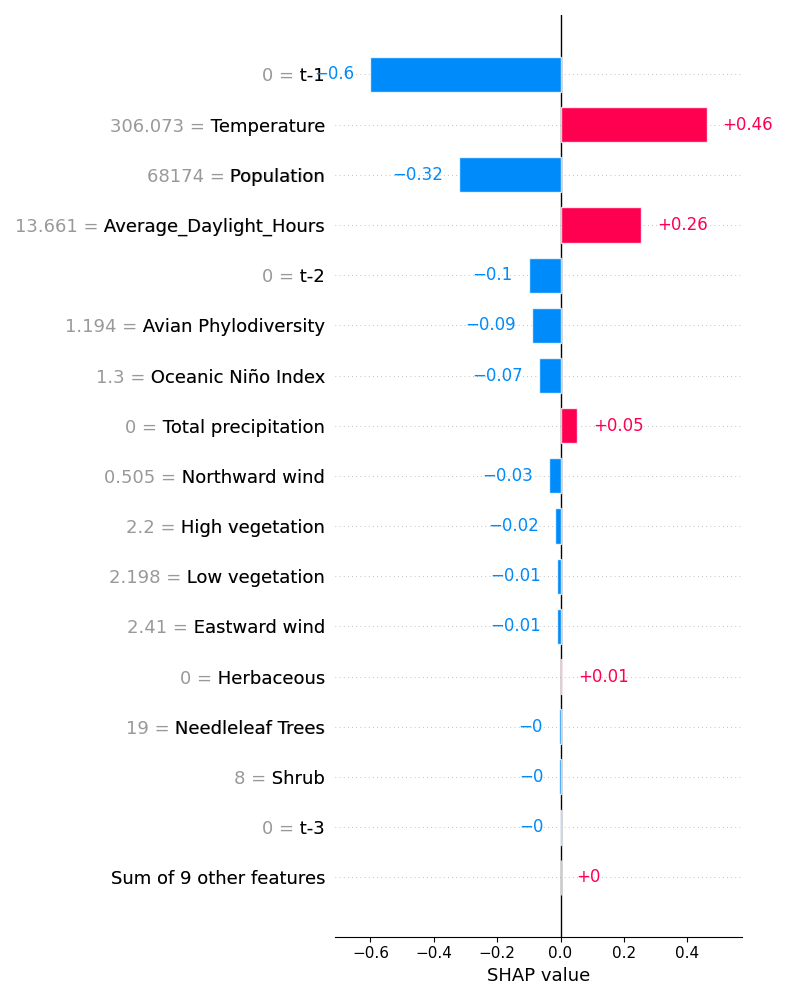 0 = t-1 −0.6
306.073 = Temperature +0.46
68174 = Population −0.32
13.661 = Average_Daylight_Hours +0.26
0 = t-2 −0.1
1.194 = Avian Phylodiversity −0.09
1.3 = Oceanic Niño Index −0.07
0 = Total precipitation +0.05
0.505 = Northward wind −0.03
2.2 = High vegetation −0.02
2.198 = Low vegetation −0.01
2.41 = Eastward wind −0.01
0 = Herbaceous +0.01
19 = Needleleaf Trees −0
8 = Shrub −0
0 = t-3 −0
Sum of 9 other features +0
−0.6 −0.4 −0.2 0.0 0.2 0.4
SHAP value